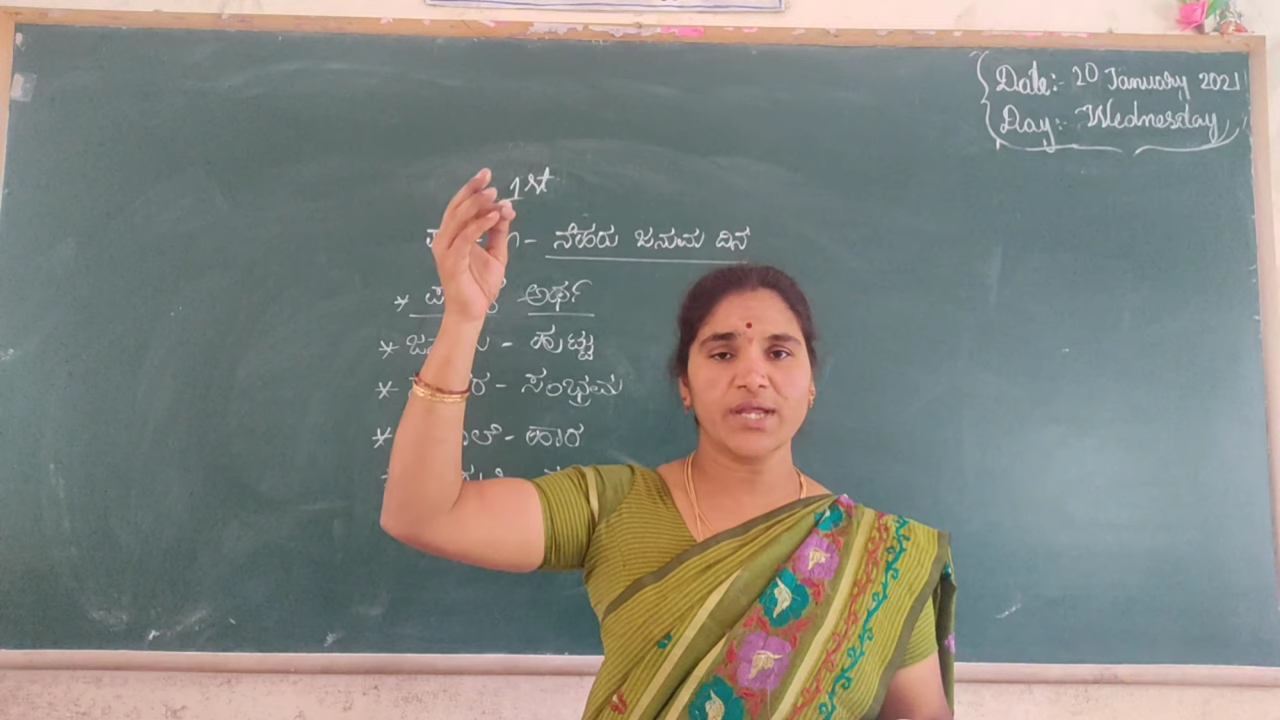 Date:- 20 January 2021
Day:- Wednesday
1st
- ನೆಹರು ಜನುಮ ದಿನ
* ಅರ್ಥ
* - ಹುಟ್ಟು
* - ಸಂಭ್ರಮ
* - ಹಾರ